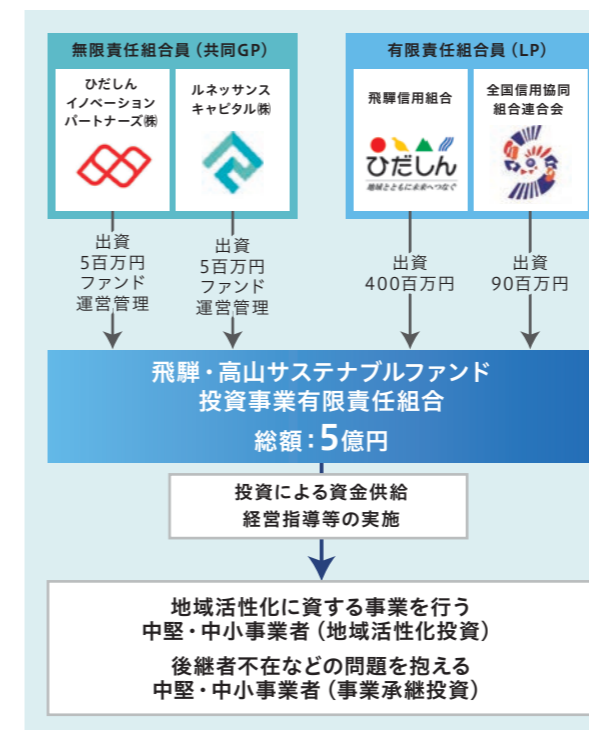 無限責任組合員（共同GP）
ひだしん
イノベーション
パートナーズ㈱
ルネッサンス
キャピタル㈱
有限責任組合員（LP）
飛驒信用組合
ひだしん
地域とともに未来へつなぐ
全国信用協同
組合連合会
出資
5百万円
ファンド
運営管理
出資
5百万円
ファンド
運営管理
出資
400百万円
出資
90百万円
飛騨・高山サステナブルファンド
投資事業有限責任組合
総額：5億円
投資による資金供給
経営指導等の実施
地域活性化に資する事業を行う
中堅・中小事業者（地域活性化投資）
後継者不在などの問題を抱える
中堅・中小事業者（事業承継投資）